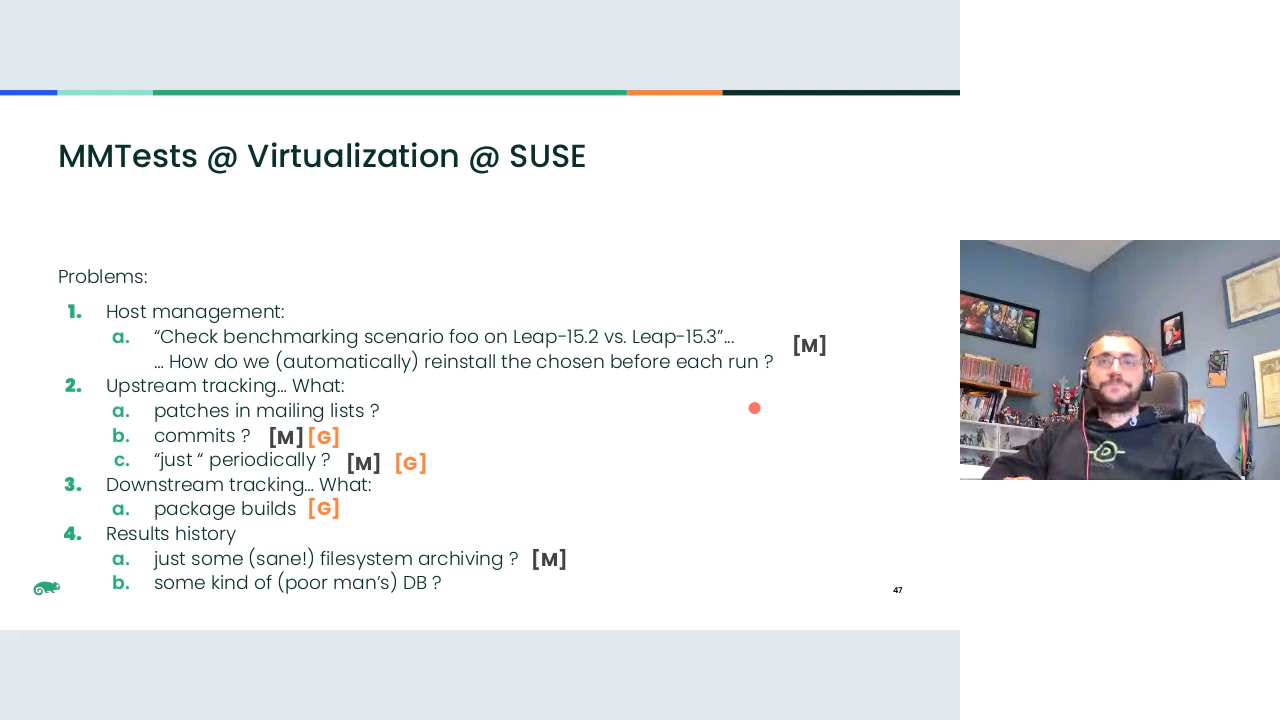 MMTests @ Virtualization @ SUSE
Problems:
1. Host management:
a. “Check benchmarking scenario foo on Leap-15.2 vs. Leap-15.3”...
... How do we (automatically) reinstall the chosen before each run ? [M]
2. Upstream tracking... What:
a. patches in mailing lists ?
b. commits ? [M] [G]
c. “just “ periodically ? [M] [G]
3. Downstream tracking... What:
a. package builds [G]
4. Results history
a. just some (sane!) filesystem archiving ? [M]
b. some kind of (poor man’s) DB ?
47